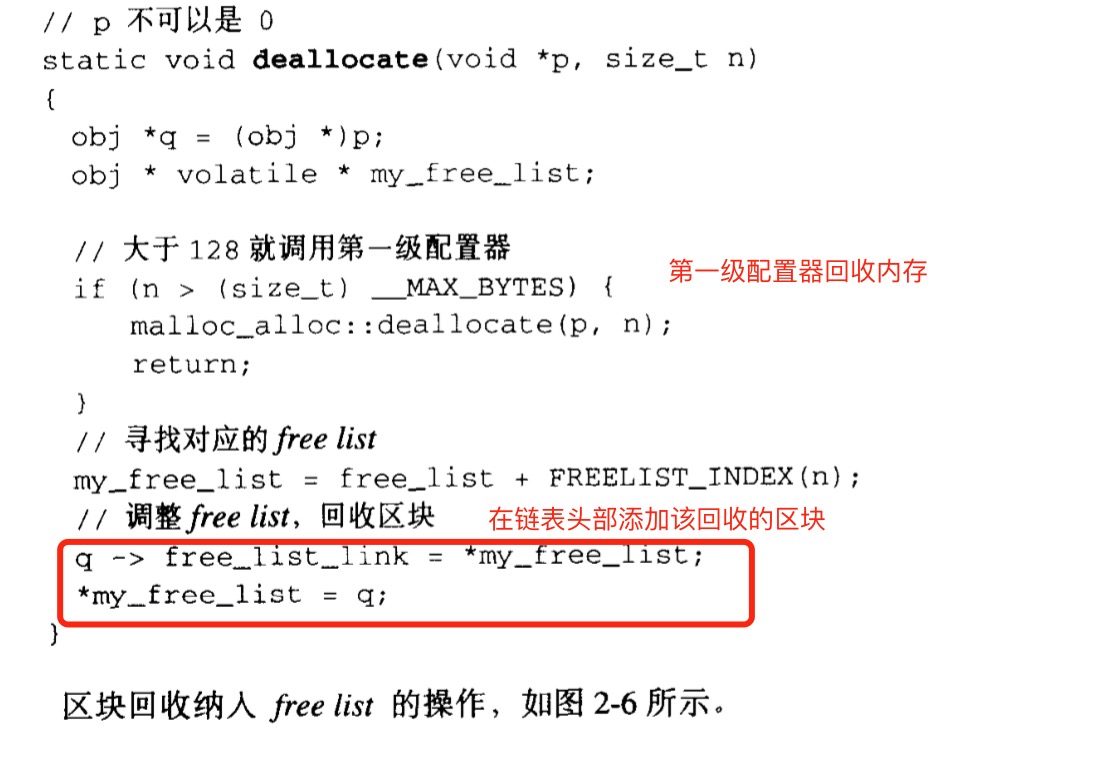 // p 不可以是 0
static void deallocate(void *p, size_t n)
{
obj *q = (obj *)p;
obj * volatile * my_free_list;
// 大于 128 就调用第一级配置器
第一级配置器回收内存
if (n > (size_t) __MAX_BYTES) {
malloc_alloc::deallocate(p, n);
return;
}
// 寻找对应的 free list
my_free_list = free_list + FREELIST_INDEX(n);
// 调整 free list，回收区块
在链表头部添加该回收的区块
q -> free_list_link = *my_free_list;
*my_free_list = q;
}
区块回收纳入 free list 的操作，如图 2-6 所示。